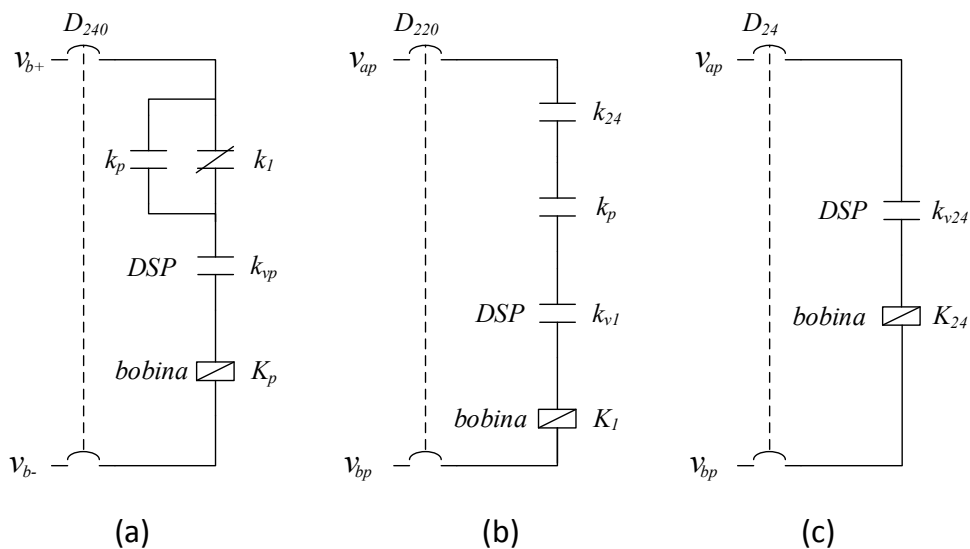 D240
vb+
kp
k1
DSP kvp
bobina Kp
vb-
(a)
D220
vap
k24
kp
DSP kv1
bobina K1
vbp
(b)
D24
vap
DSP kv24
bobina K24
vbp
(c)